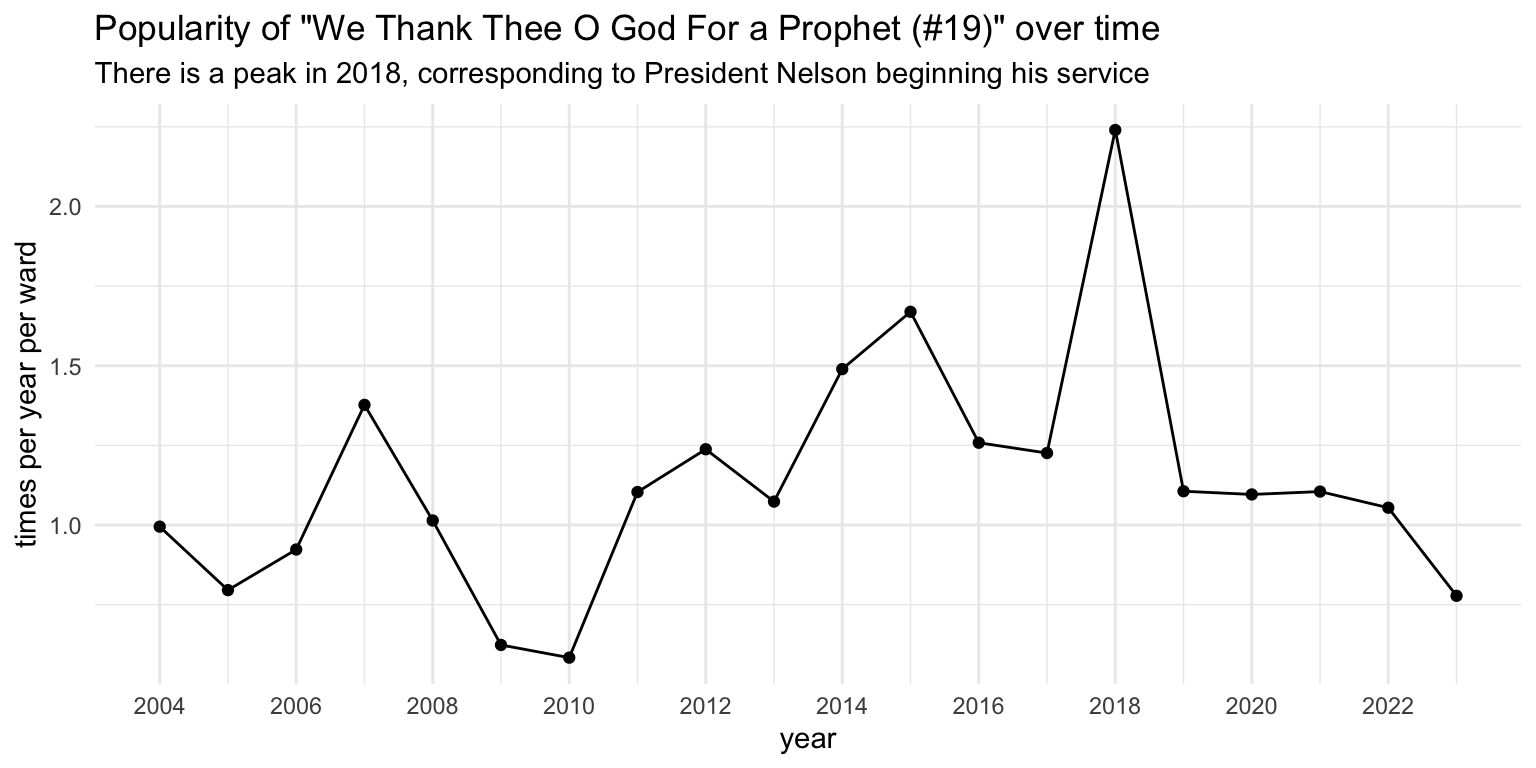 Popularity of "We Thank Thee O God For a Prophet (#19)" over time
There is a peak in 2018, corresponding to President Nelson beginning his service
times per year per ward
2.0
1.5
1.0
2004 2006 2008 2010 2012 2014 2016 2018 2020 2022
year